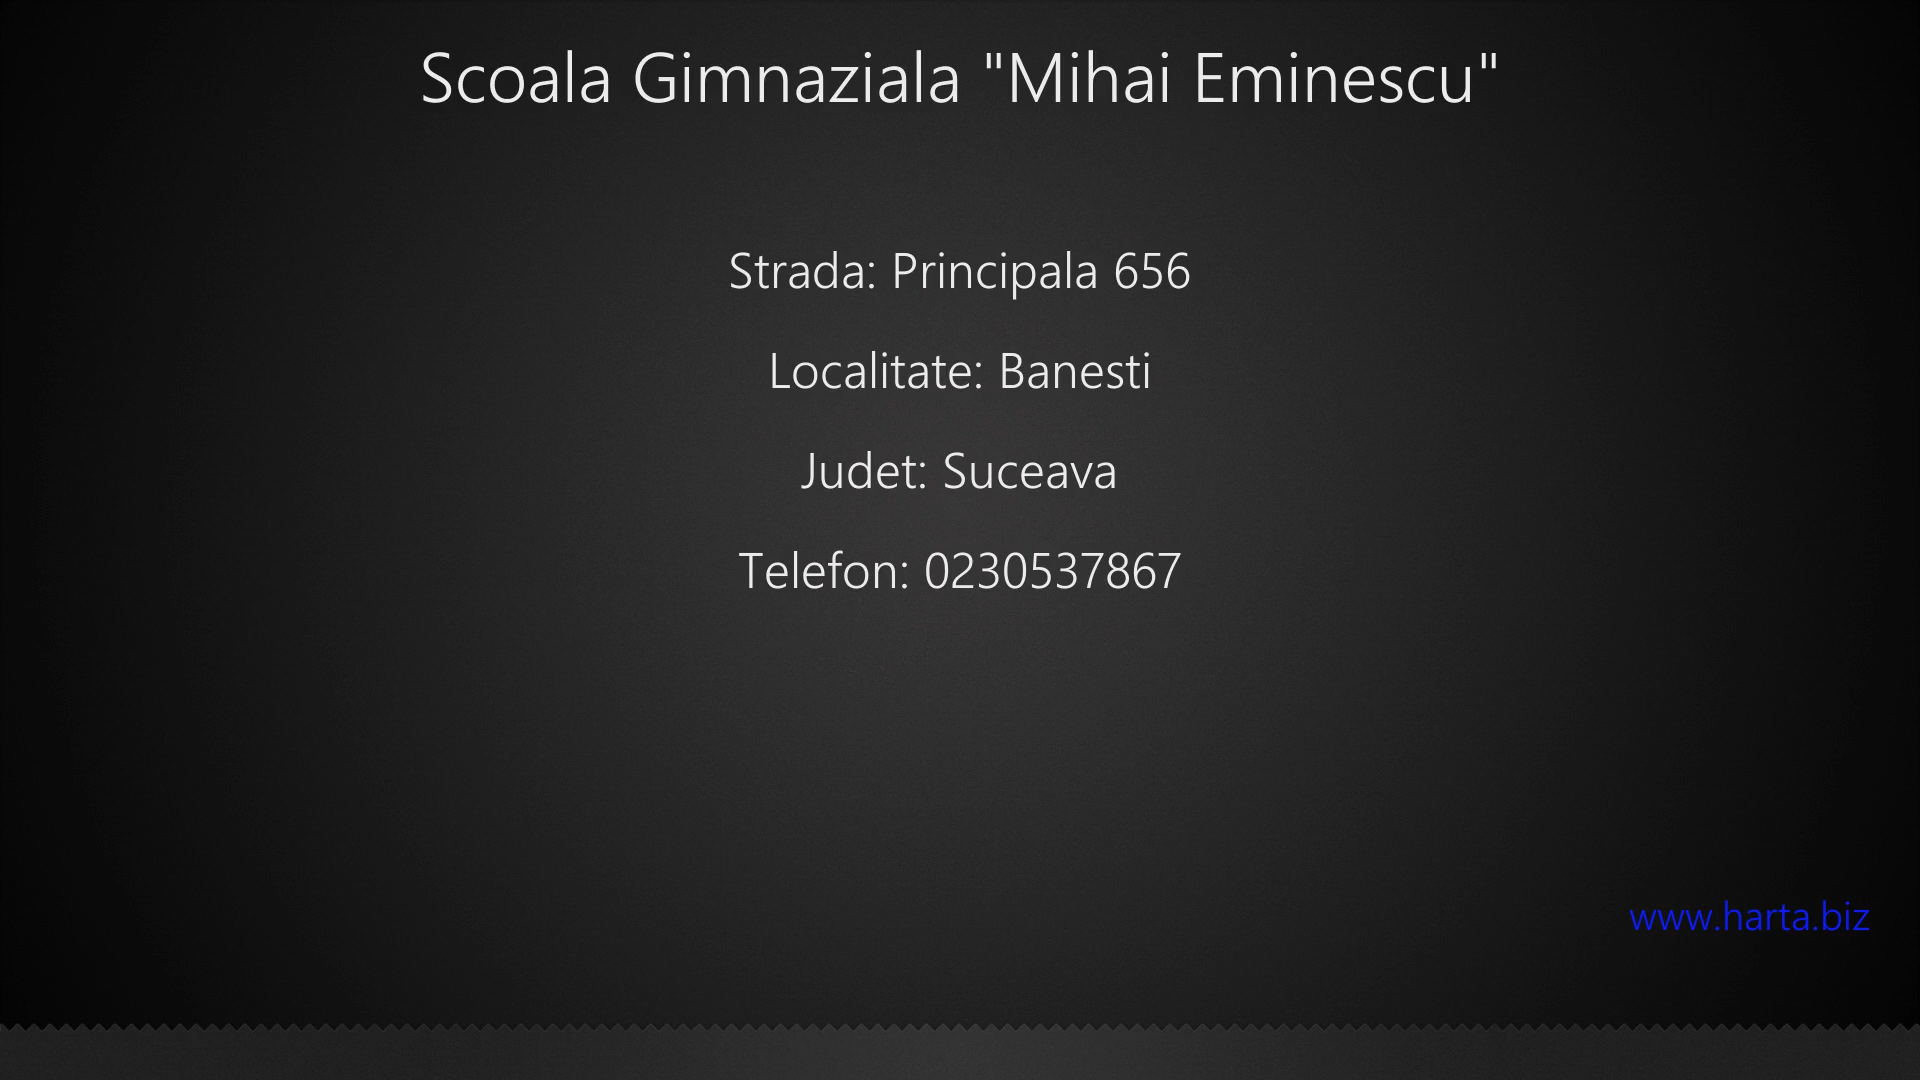 Scoala Gimnaziala "Mihai Eminescu"
Strada: Principala 656
Localitate: Banesti
Judet: Suceava
Telefon: 0230537867
www.harta.biz